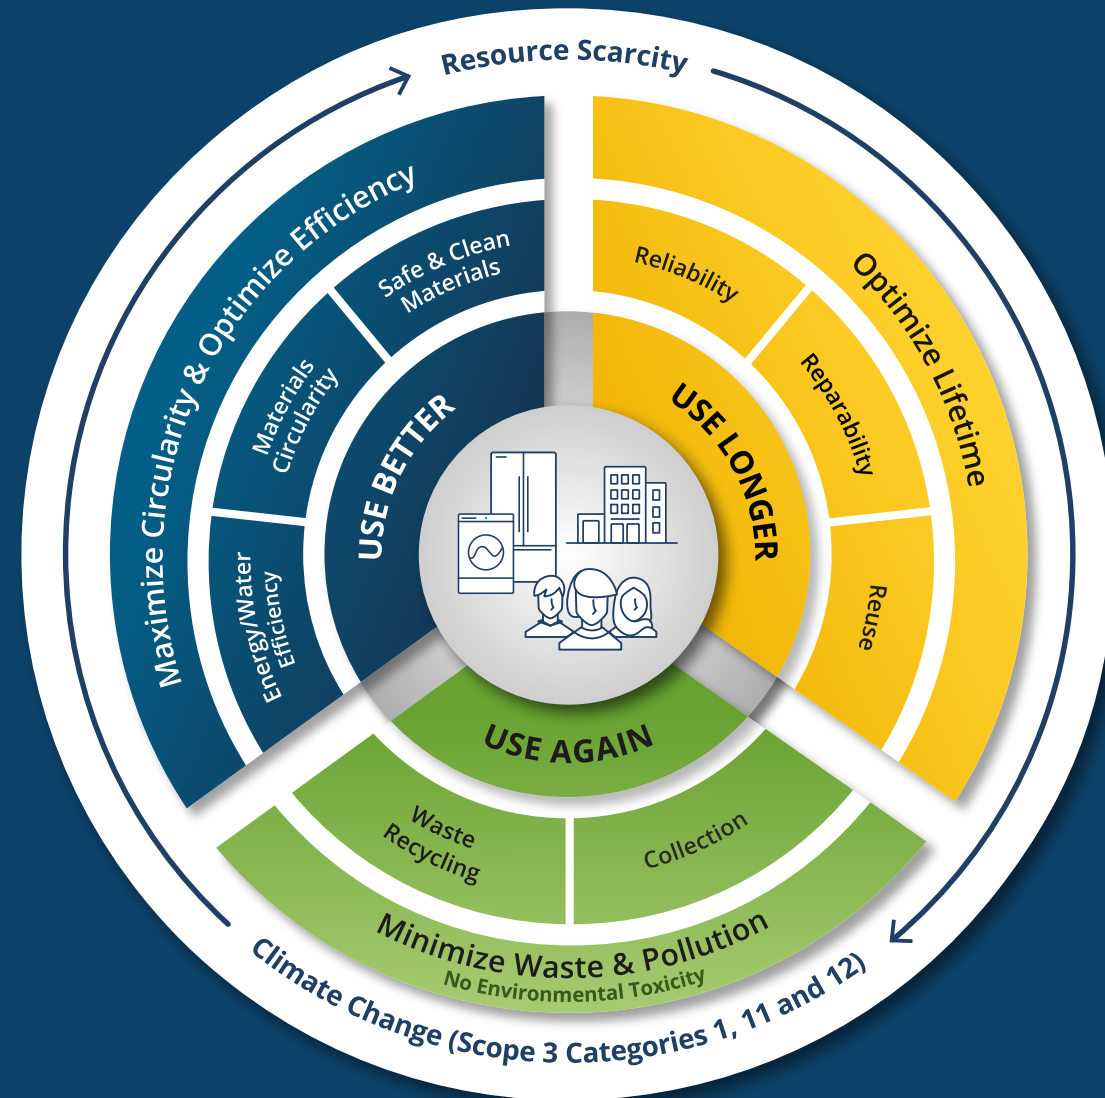 Resource Scarcity
Maximize Circularity & Optimize Efficiency
Safe & Clean
Materials
Materials
Circularity
Energy/Water
Efficiency
USE BETTER
Optimize Lifetime
Reliability
Reparability
Reuse
USE LONGER
USE AGAIN
Waste
Recycling
Collection
Minimize Waste & Pollution
No Environmental Toxicity
Climate Change (Scope 3 Categories 1, 11 and 12)